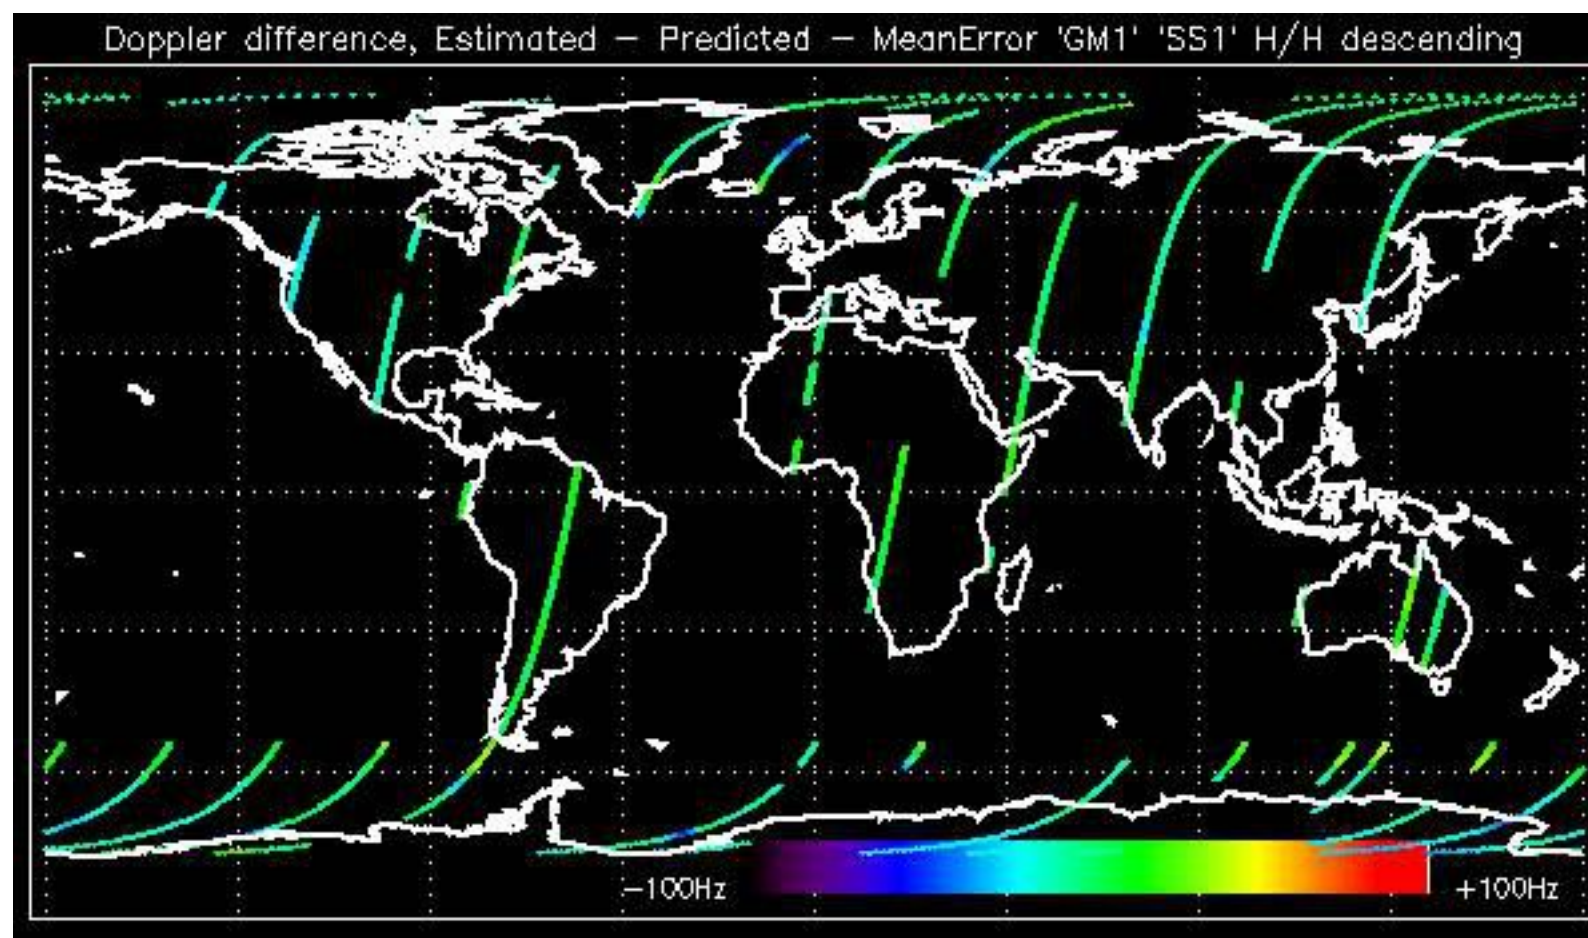 Doppler difference, Estimated – Predicted – MeanError 'GM1' 'SS1' H/H descending
–100Hz +100Hz